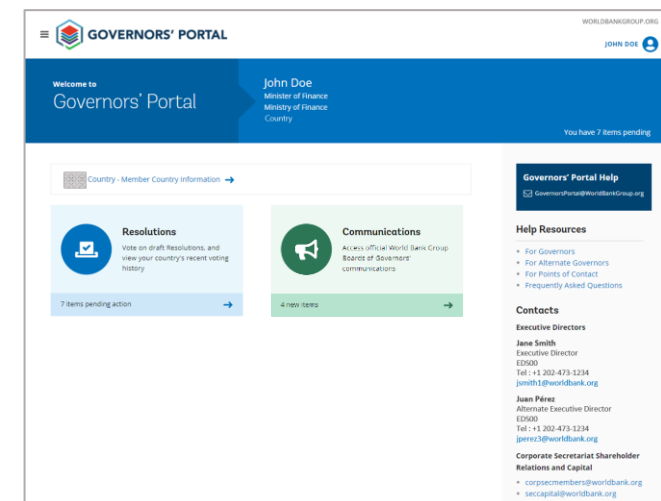 WORLDBANKGROUP.ORG
GOVERNORS' PORTAL
JOHN DOE
Welcome to
Governors' Portal
John Doe
Minister of Finance
Ministry of Finance
Country
You have 7 items pending
Country - Member Country Information
Resolutions
Vote on draft Resolutions, and
view your country's recent voting
history
7 items pending action
Communications
Access official World Bank Group
Boards of Governors'
communications
4 new items
Governors' Portal Help
GovernorsPortal@WorldBankGroup.org
Help Resources
For Governors
For Alternate Governors
For Points of Contact
Frequently Asked Questions
Contacts
Executive Directors
Jane Smith
Executive Director
EDS00
Tel : +1 202-473-1234
jsmith1@worldbank.org
Juan Pérez
Alternate Executive Director
EDS00
Tel : +1 202-473-1234
jperez3@worldbank.org
Corporate Secretariat Shareholder
Relations and Capital
corpsecmembers@worldbank.org
seccapital@worldbank.org